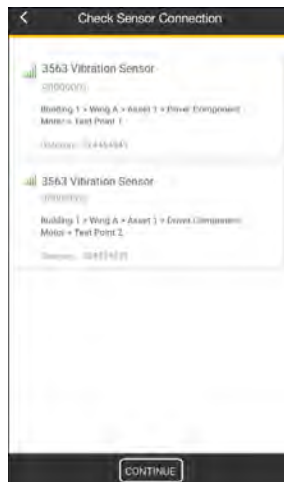 Check Sensor Connection
3563 Vibration Sensor
Building 1 > Wing A > Asset 1 > Driver Component
Motor > Test Point 1
3563 Vibration Sensor
Building 1 > Wing A > Asset 1 > Driver Component
Motor > Test Point 2
CONTINUE